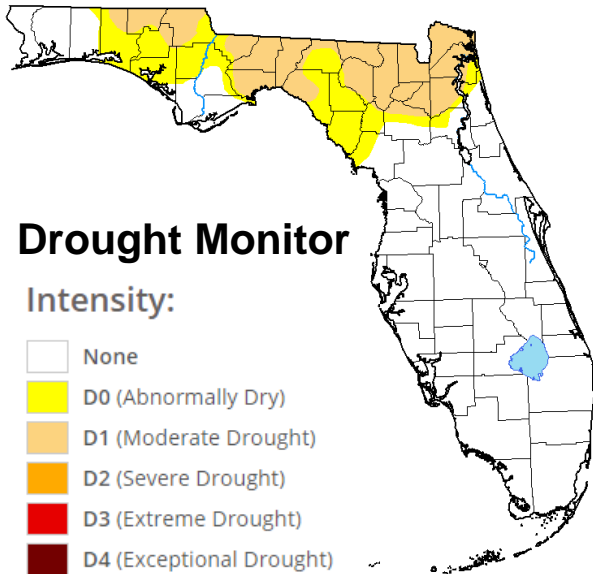 Drought Monitor
Intensity:
None
D0 (Abnormally Dry)
D1 (Moderate Drought)
D2 (Severe Drought)
D3 (Extreme Drought)
D4 (Exceptional Drought)